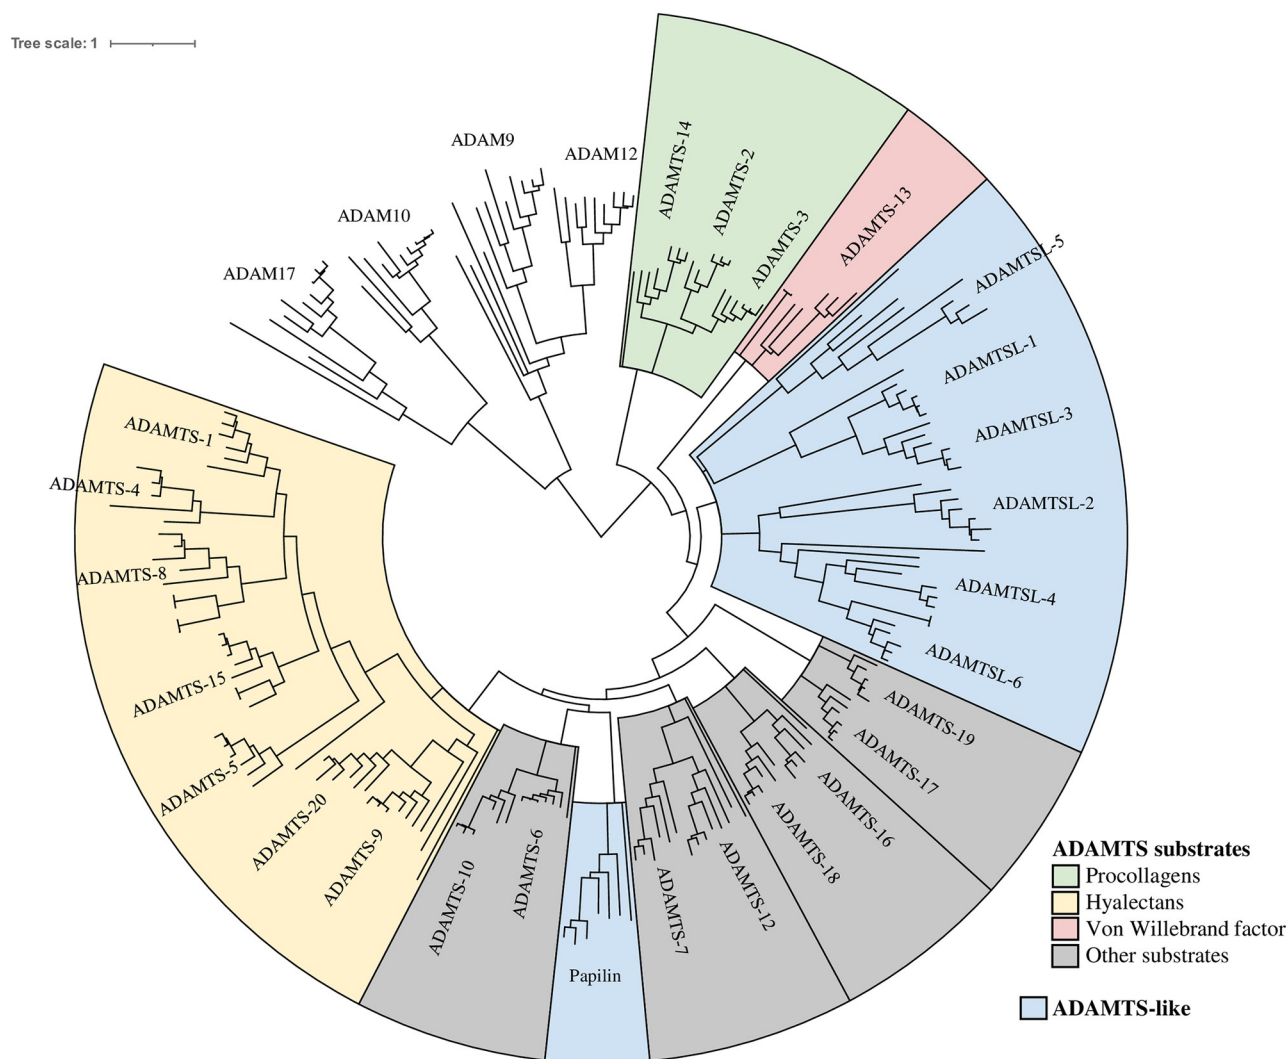 Tree scale: 1
ADAM9
ADAM12
ADAM10
ADAM17
ADAMTS-14
ADAMTS-2
ADAMTS-3
ADAMTS-13
ADAMTSL-5
ADAMTSL-1
ADAMTSL-3
ADAMTSL-2
ADAMTSL-4
ADAMTSL-6
ADAMTS-19
ADAMTS-17
ADAMTS-16
ADAMTS-18
ADAMTS-12
ADAMTS-7
Papilin
ADAMTS-6
ADAMTS-10
ADAMTS-9
ADAMTS-20
ADAMTS-5
ADAMTS-15
ADAMTS-8
ADAMTS-4
ADAMTS-1
ADAMTS substrates
Procollagens
Hyalectans
Von Willebrand factor
Other substrates
ADAMTS-like